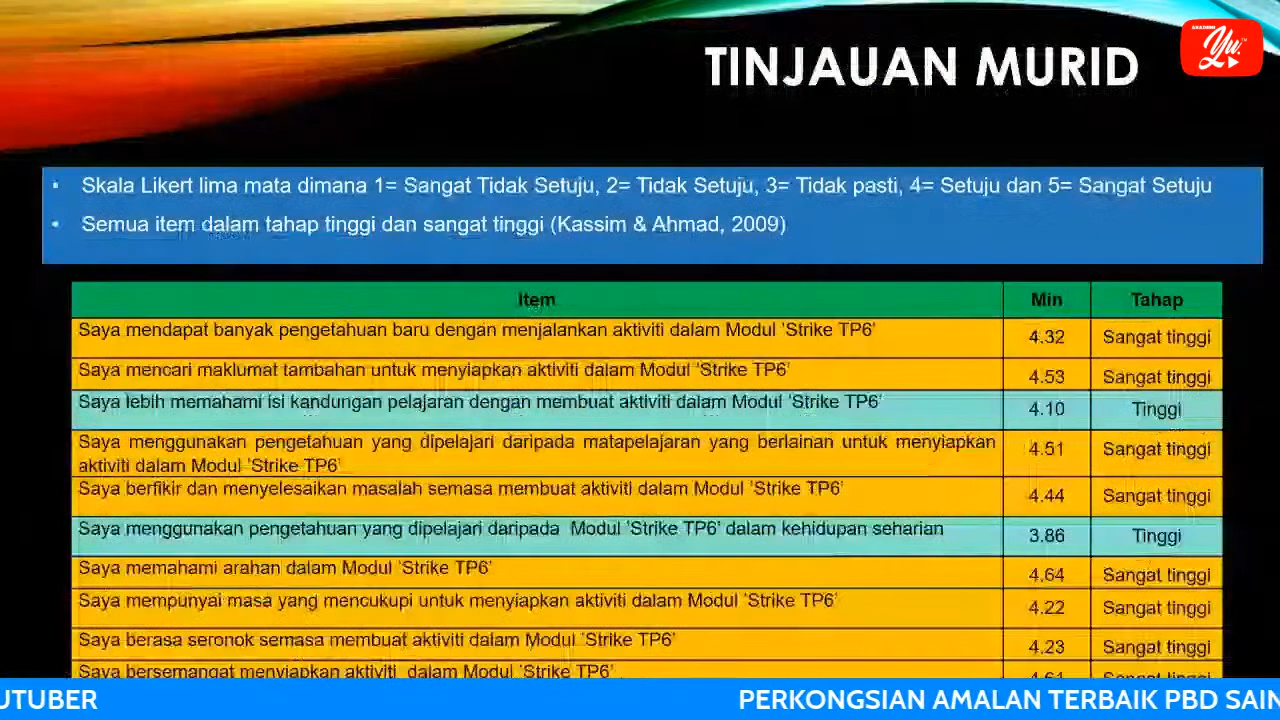 TINJAUAN MURID
AKADEMI
Yu
• Skala Likert lima mata dimana 1= Sangat Tidak Setuju, 2= Tidak Setuju, 3= Tidak pasti, 4= Setuju dan 5= Sangat Setuju
• Semua item dalam tahap tinggi dan sangat tinggi (Kassim & Ahmad, 2009)
Item Min Tahap
Saya mendapat banyak pengetahuan baru dengan menjalankan aktiviti dalam Modul 'Strike TP6' 4.32 Sangat tinggi
Saya mencari maklumat tambahan untuk menyiapkan aktiviti dalam Modul 'Strike TP6' 4.53 Sangat tinggi
Saya lebih memahami isi kandungan pelajaran dengan membuat aktiviti dalam Modul 'Strike TP6' 4.10 Tinggi
Saya menggunakan pengetahuan yang dipelajari daripada matapelajaran yang berlainan untuk menyiapkan
aktiviti dalam Modul 'Strike TP6' 4.51 Sangat tinggi
Saya berfikir dan menyelesaikan masalah semasa membuat aktiviti dalam Modul 'Strike TP6' 4.44 Sangat tinggi
Saya menggunakan pengetahuan yang dipelajari daripada Modul 'Strike TP6' dalam kehidupan seharian 3.86 Tinggi
Saya memahami arahan dalam Modul 'Strike TP6' 4.64 Sangat tinggi
Saya mempunyai masa yang mencukupi untuk menyiapkan aktiviti dalam Modul 'Strike TP6' 4.22 Sangat tinggi
Saya berasa seronok semasa membuat aktiviti dalam Modul 'Strike TP6' 4.23 Sangat tinggi
Saya bersemangat menyiapkan aktiviti dalam Modul 'Strike TP6' 4.61 Sangat tinggi
UTUBER PERKONGSIAN AMALAN TERBAIK PBD SAIN